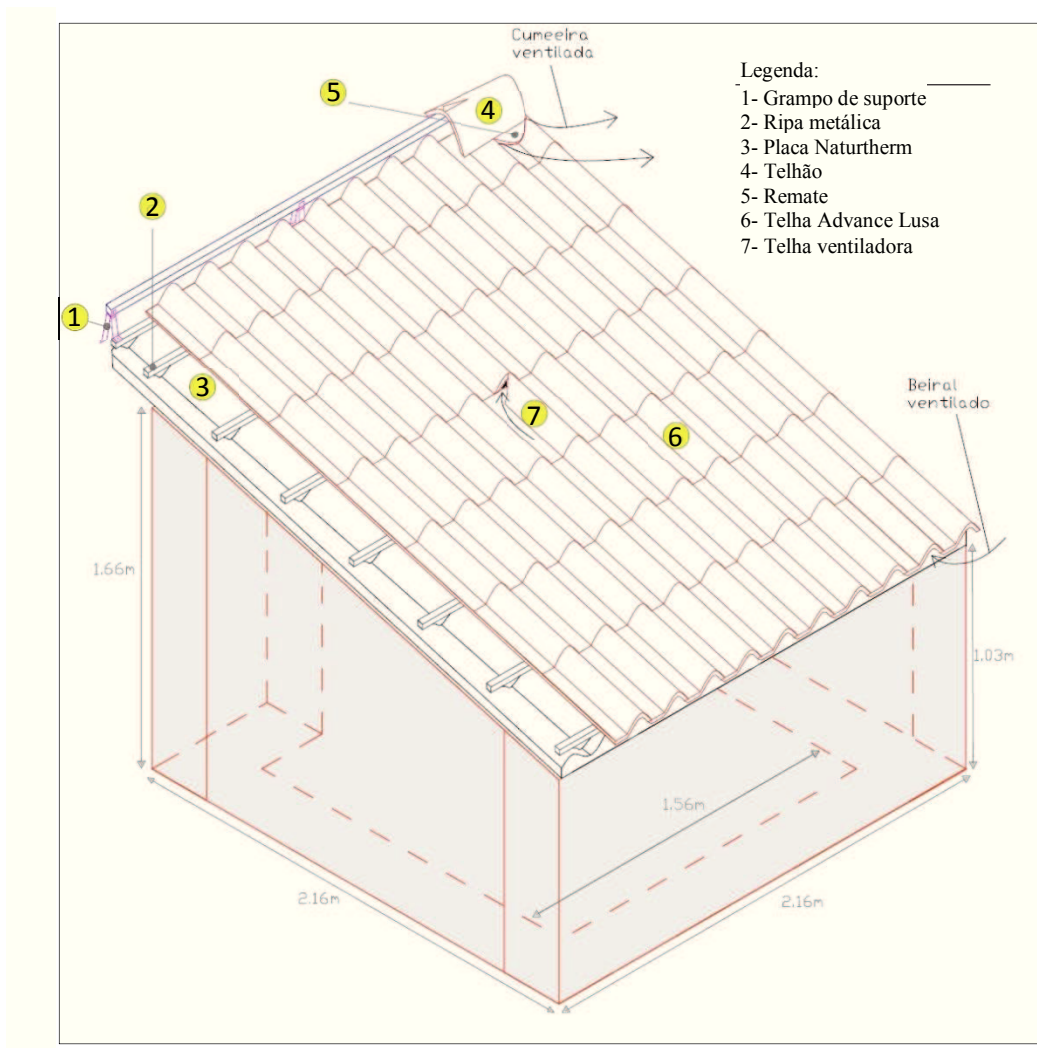 Cumeeira
ventilada
Legenda:
1- Grampo de suporte
2- Ripa metálica
3- Placa Naturtherm
4- Telhão
5- Remate
6- Telha Advance Lusa
7- Telha ventiladora
5
4
2
1
3
7
6
Beiral
ventilado
1.66m
1.03m
1.56m
2.16m
2.16m